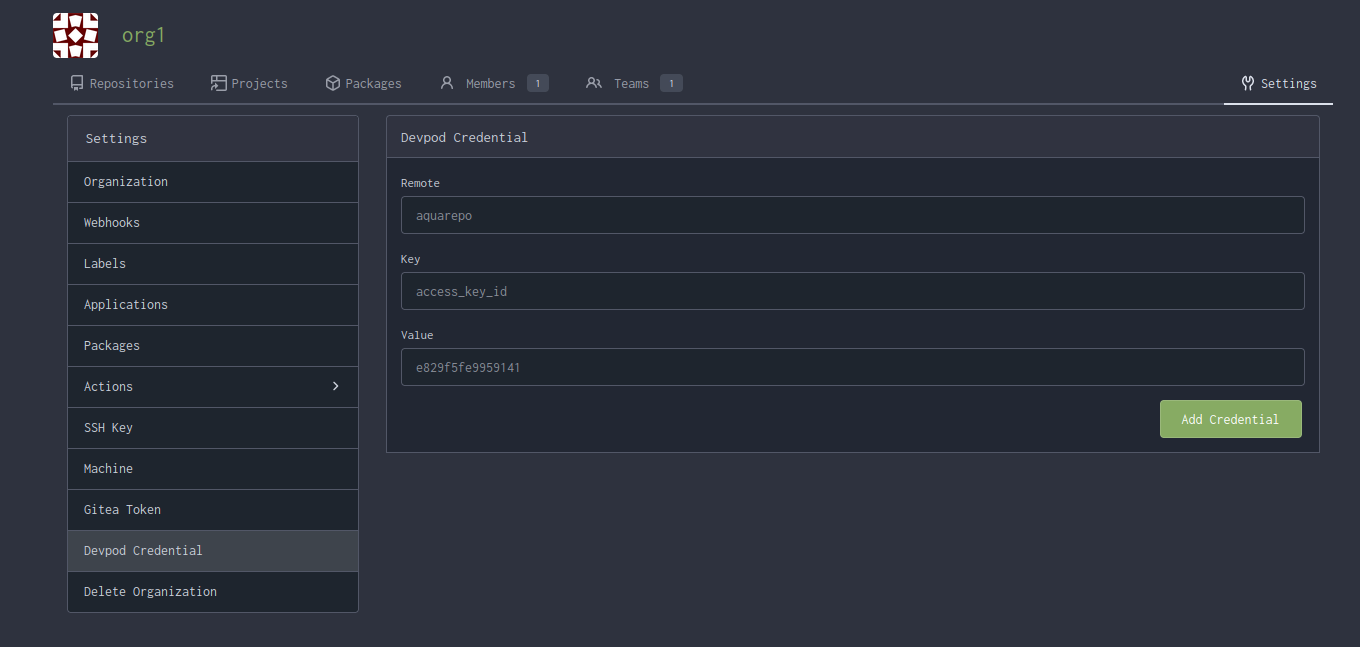 org1
Repositories Projects Packages Members 1 Teams 1 Settings
Settings
Organization
Webhooks
Labels
Applications
Packages
Actions
SSH Key
Machine
Gitea Token
Devpod Credential
Delete Organization
Devpod Credential
Remote
aquarepo
Key
access_key_id
Value
e829f5fe9959141
Add Credential